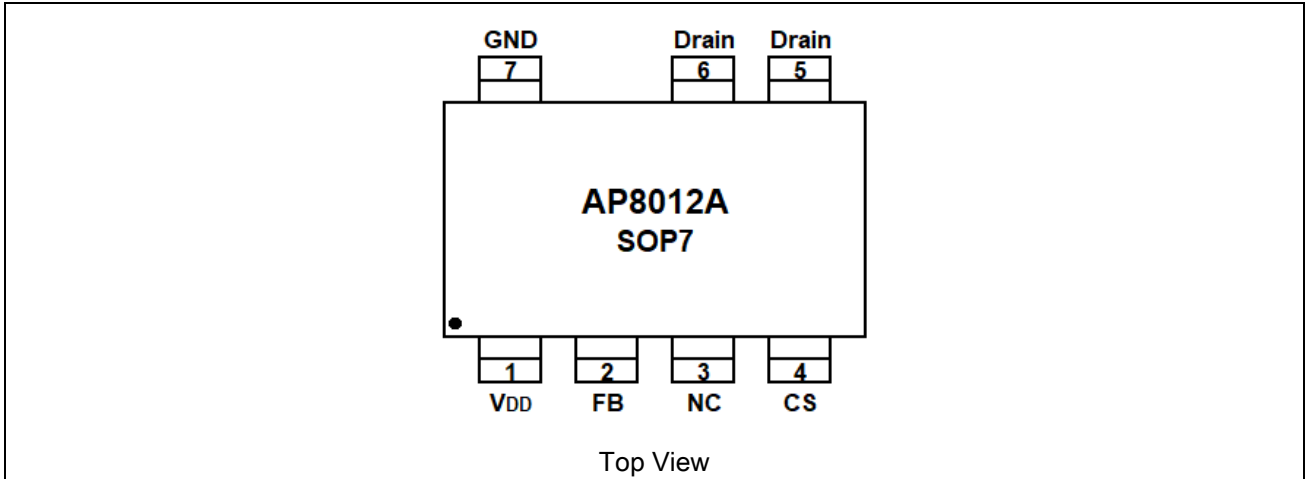 GND Drain Drain
7 6 5
AP8012A
SOP7
1 2 3 4
VDD FB NC CS
Top View